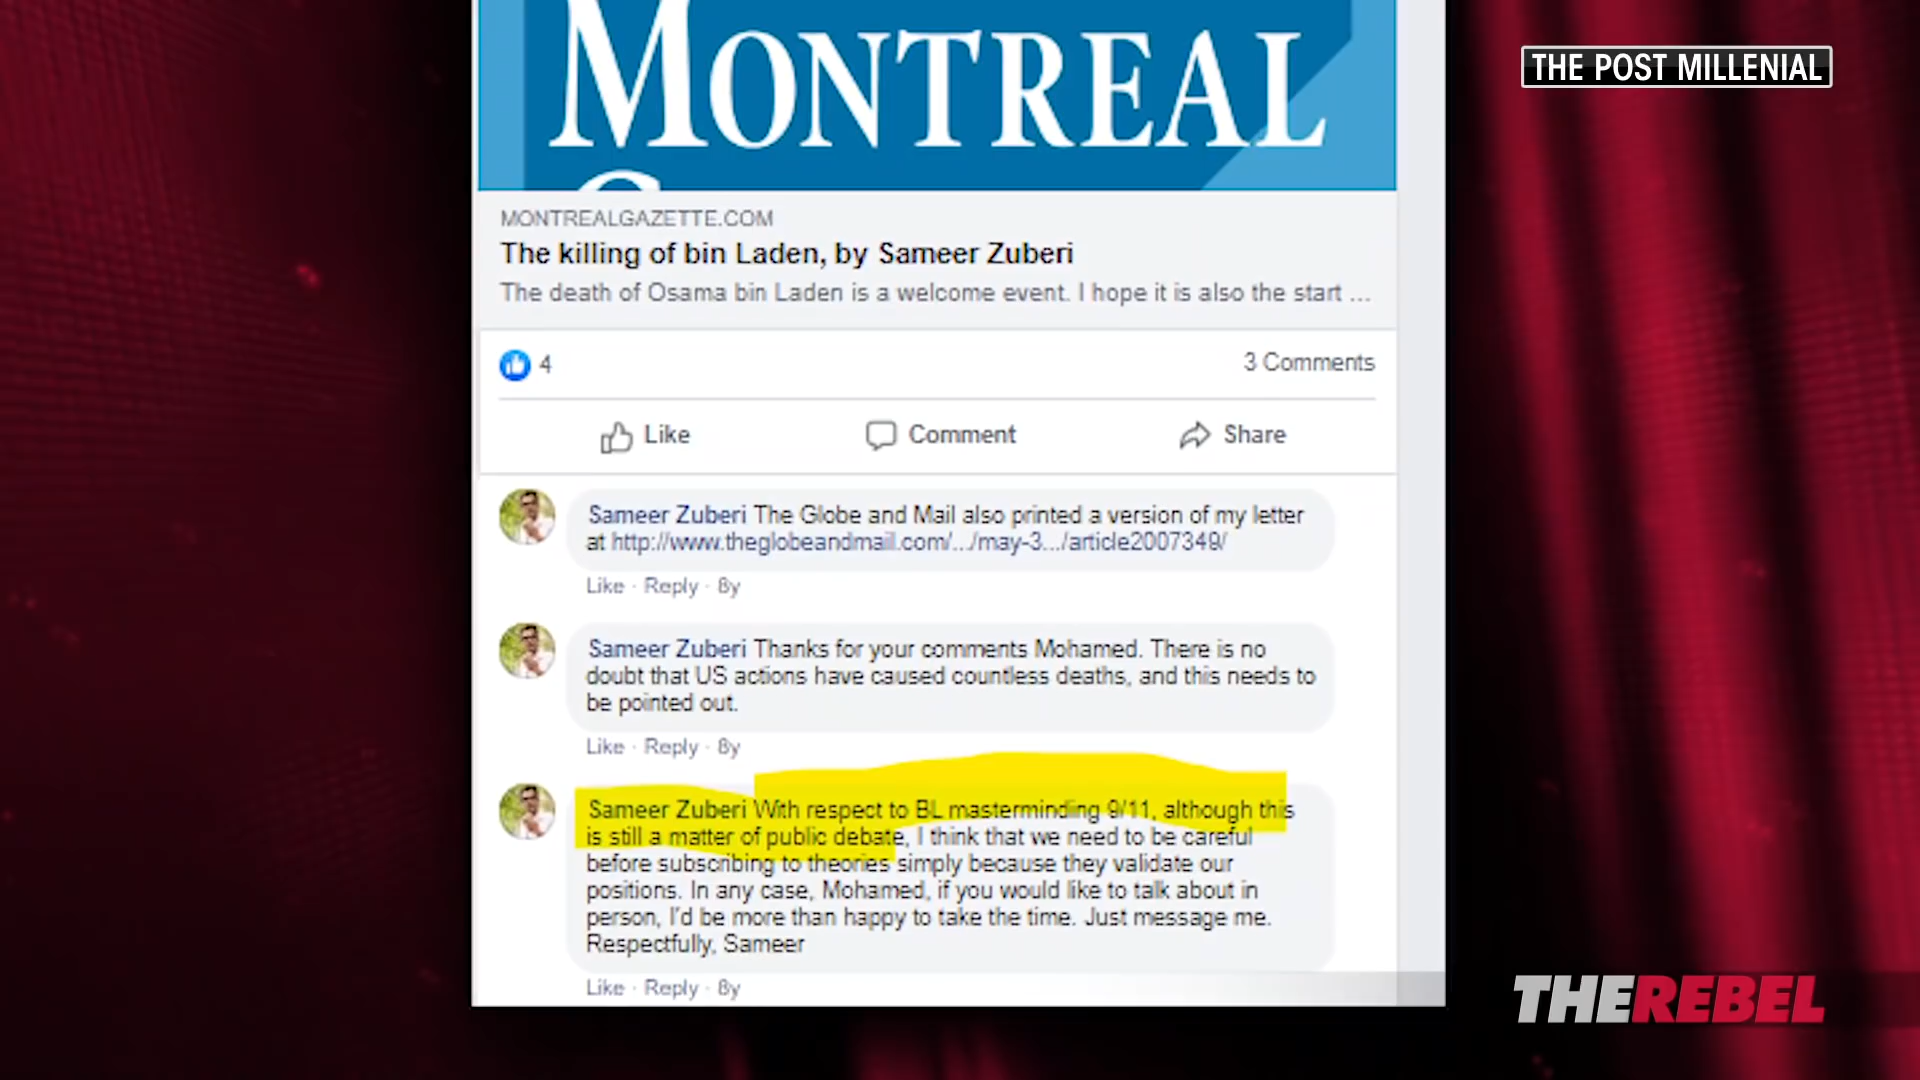 MONTREAL
THE POST MILLENIAL
MONTREALGAZETTE.COM
The killing of bin Laden, by Sameer Zuberi
The death of Osama bin Laden is a welcome event. I hope it is also the start ...
4
3 Comments
Like
Comment
Share
Sameer Zuberi The Globe and Mail also printed a version of my letter
at http://www.theglobeandmail.com/.../may-3.../article2007349/
Like · Reply · 8y
Sameer Zuberi Thanks for your comments Mohamed. There is no
doubt that US actions have caused countless deaths, and this needs to
be pointed out.
Like · Reply · 8y
Sameer Zuberi With respect to BL masterminding 9/11, although this
is still a matter of public debate, I think that we need to be careful
before subscribing to theories simply because they validate our
positions. In any case, Mohamed, if you would like to talk about in
person, I'd be more than happy to take the time. Just message me.
Respectfully, Sameer
Like · Reply · 8y
THEREBEL